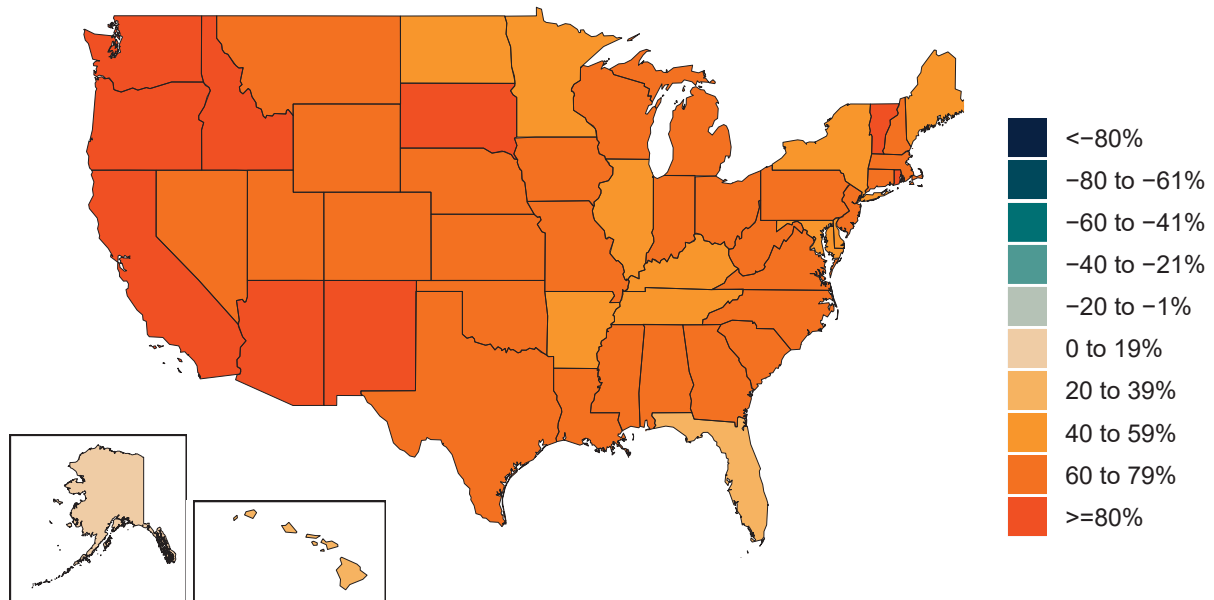 <−80%
−80 to −61%
−60 to −41%
−40 to −21%
−20 to −1%
0 to 19%
20 to 39%
40 to 59%
60 to 79%
>=80%